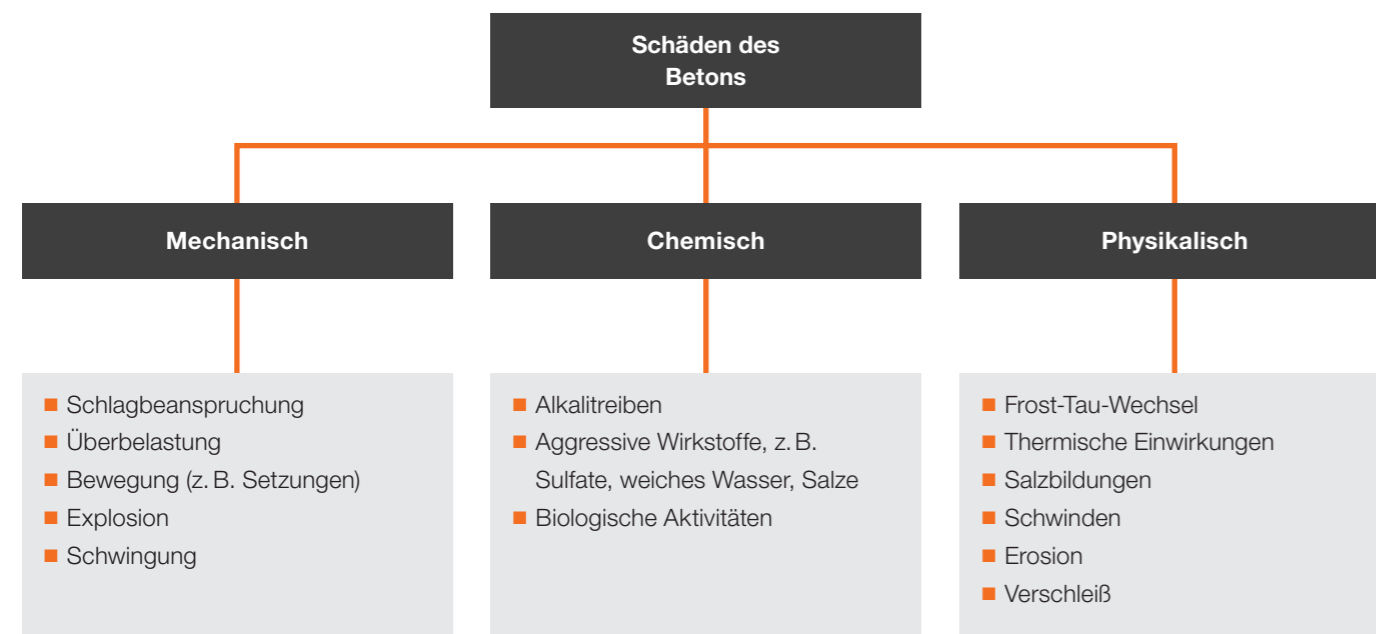 Schäden des
Betons
Mechanisch
Chemisch
Physikalisch
Schlagbeanspruchung
Überbelastung
Bewegung (z. B. Setzungen)
Explosion
Schwingung
Alkalitreiben
Aggressive Wirkstoffe, z. B.
Sulfate, weiches Wasser, Salze
Biologische Aktivitäten
Frost-Tau-Wechsel
Thermische Einwirkungen
Salzbildungen
Schwinden
Erosion
Verschleiß